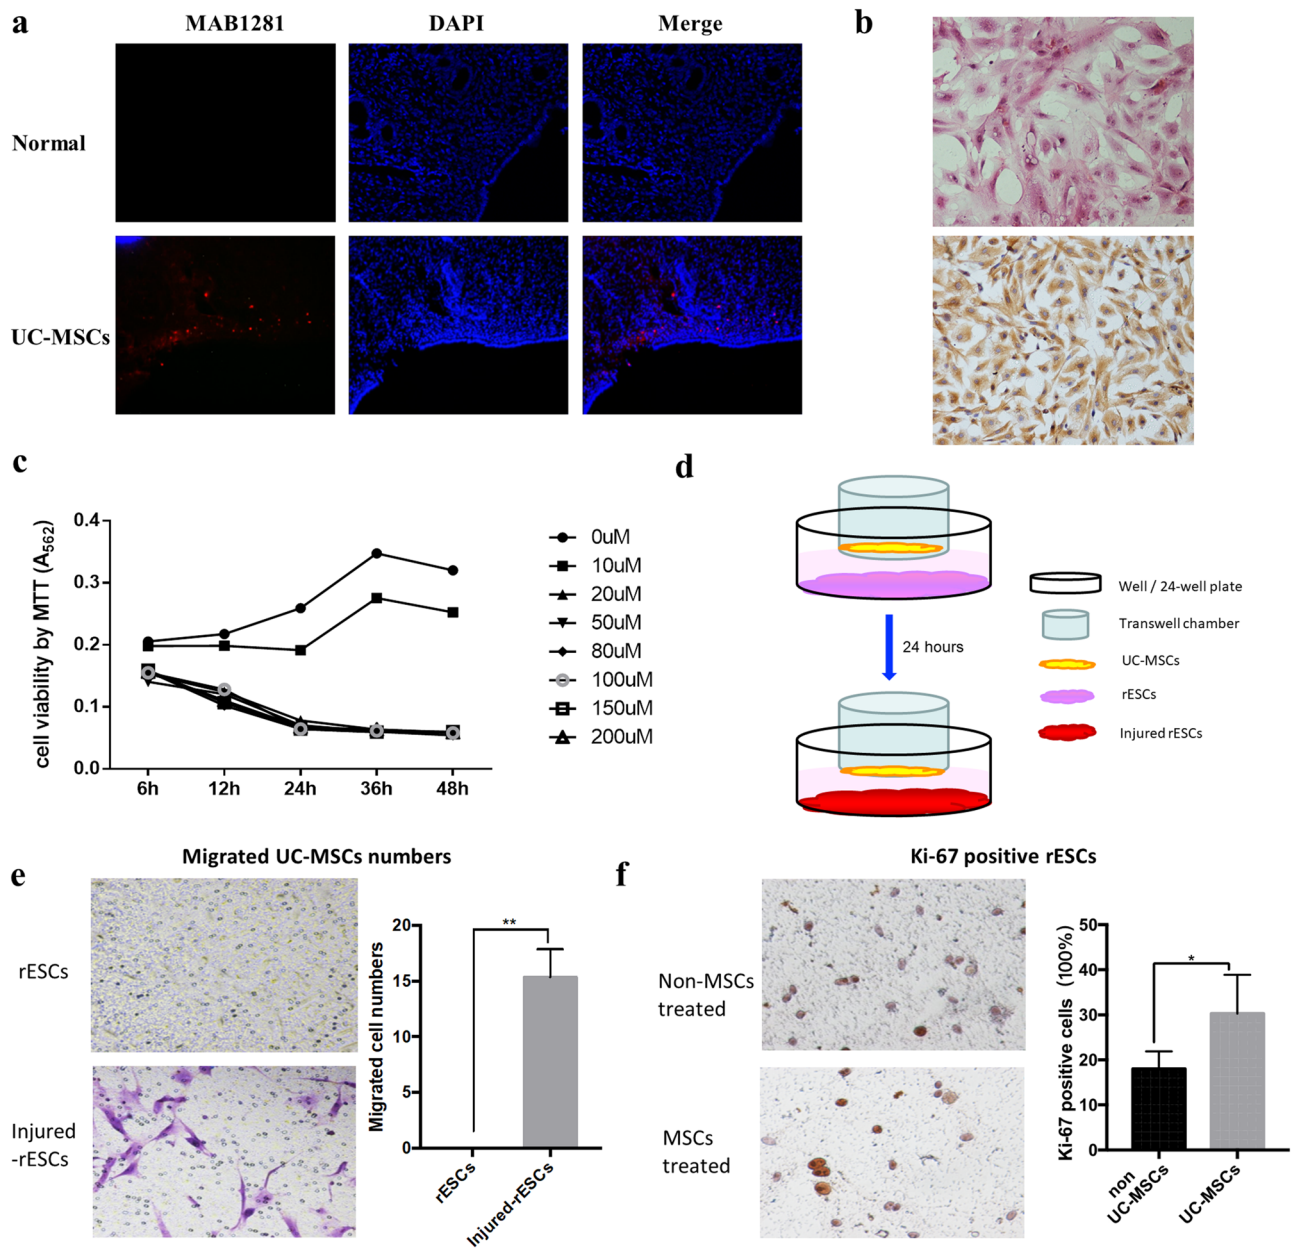 a
MAB1281
DAPI
Merge
Normal
UC-MSCs
b
c
cell viability by MTT (A562)
0.4
0.3
0.2
0.1
0.0
6h
12h
24h
36h
48h
0uM
10uM
20uM
50uM
80uM
100uM
150uM
200uM
d
24 hours
Well / 24-well plate
Transwell chamber
UC-MSCs
rESCs
Injured rESCs
e
Migrated UC-MSCs numbers
rESCs
Injured
-rESCs
Migrated cell numbers
20
15
10
5
0
**
rESCs
Injured-rESCs
f
Ki-67 positive rESCs
Non-MSCs
treated
MSCs
treated
Ki-67 positive cells (100%)
50
40
30
20
10
0
*
non
UC-MSCs
UC-MSCs